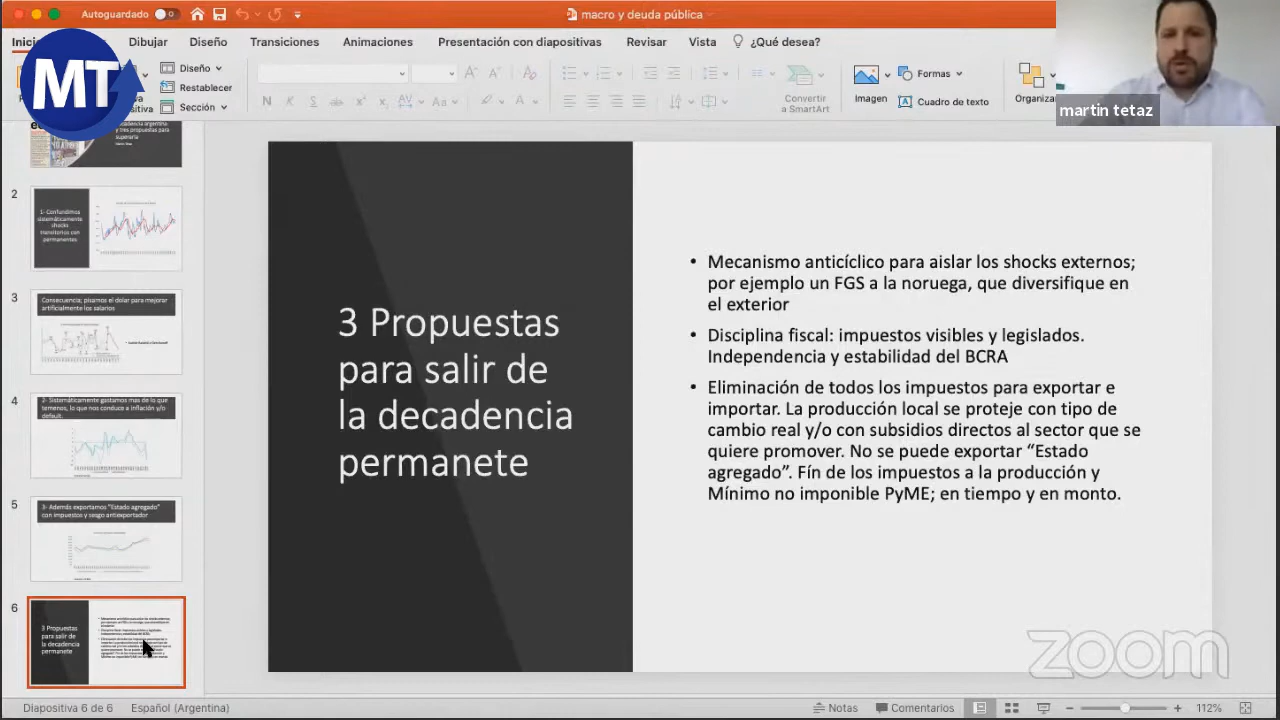 Autoguardado
macro y deuda pública
MT
Dibujar
Diseño
Transiciones
Animaciones
Presentación con diapositivas
Revisar
Vista
¿Qué desea?
Diseño
Restablecer
Sección
Convertir
a SmartArt
Imagen
Formas
Cuadro de texto
martin tetaz
y tres propuestas para
superarla
2
1- Confundimos
sistemáticamente
shocks
transitorios con
permanentes
3
Consecuencia; pisamos el dolar para mejorar
artificialmente los salarios
4
2- Sistemáticamente gastamos mas de lo que
tenemos, lo que nos conduce a inflación y/o
default.
5
3- Además exportamos "Estado agregado"
con impuestos y sesgo antiexportador
6
3 Propuestas
para salir de
la decadencia
permanete
3 Propuestas
para salir de
la decadencia
permanete
• Mecanismo anticíclico para aislar los shocks externos;
por ejemplo un FGS a la noruega, que diversifique en
el exterior
• Disciplina fiscal: impuestos visibles y legislados.
Independencia y estabilidad del BCRA
• Eliminación de todos los impuestos para exportar e
importar. La producción local se proteje con tipo de
cambio real y/o con subsidios directos al sector que se
quiere promover. No se puede exportar “Estado
agregado”. Fín de los impuestos a la producción y
Mínimo no imponible PyME; en tiempo y en monto.
zoom
Diapositiva 6 de 6
Español (Argentina)
Notas
Comentarios
112%